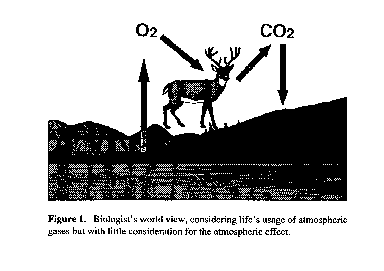 O2
CO2
Figure 1. Biologist's world view, considering life's usage of atmospheric
gases but with little consideration for the atmospheric effect.